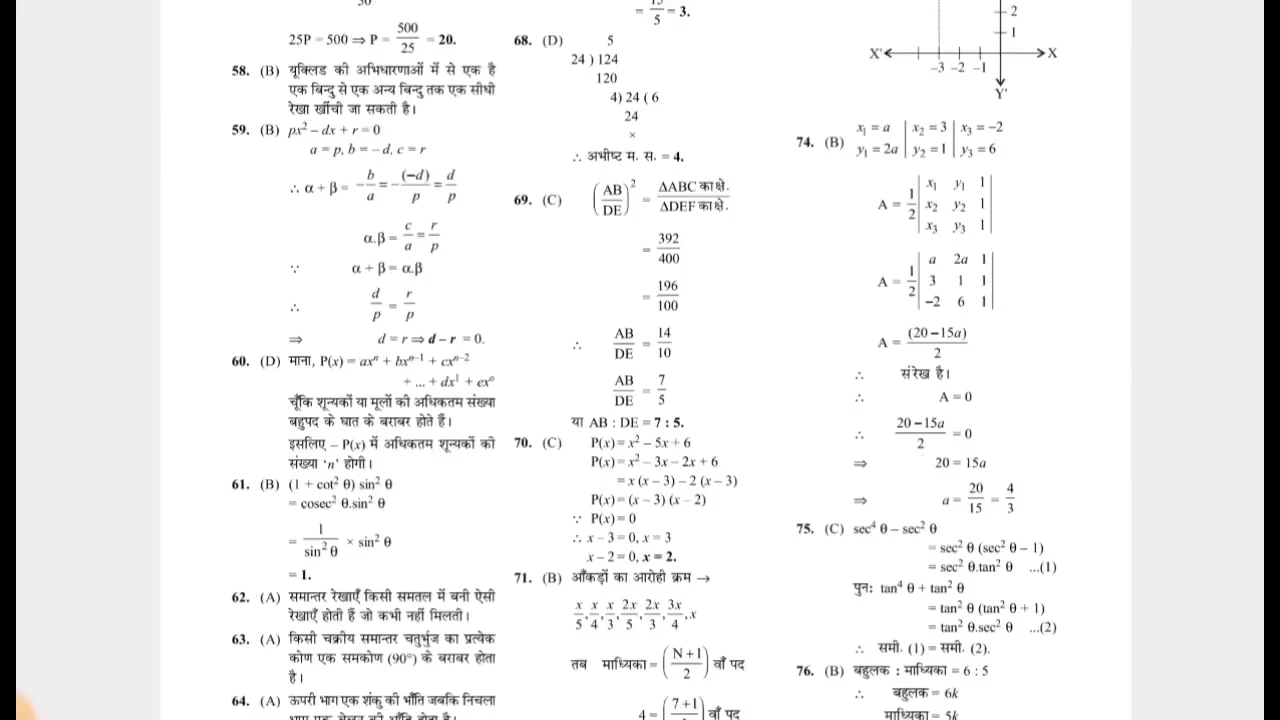 25P = 500 ⇒ P = 500/25 = 20.
58. (B) यूक्लिड की अभिधारणाओं में से एक है
एक बिन्दु से एक अन्य बिन्दु तक एक सीधी
रेखा खींची जा सकती है।
59. (B) px² – dx + r = 0
a = p, b = – d, c = r
∴ α + β = –b/a = –(–d)/p = d/p
α.β = c/a = r/p
∵ α + β = α.β
∴ d/p = r/p
⇒ d = r ⇒ d – r = 0.
60. (D) माना, P(x) = axⁿ + bxⁿ⁻¹ + cxⁿ⁻²
+ ... + dx¹ + ex⁰
चूँकि शून्यकों या मूलों की अधिकतम संख्या
बहुपद के घात के बराबर होते हैं।
इसलिए – P(x) में अधिकतम शून्यकों की
संख्या ‘n’ होगी।
61. (B) (1 + cot² θ) sin² θ
= cosec² θ.sin² θ
= 1/sin² θ × sin² θ
= 1.
62. (A) समान्तर रेखाएँ किसी समतल में बनी ऐसी
रेखाएँ होती हैं जो कभी नहीं मिलती।
63. (A) किसी चक्रीय समान्तर चतुर्भुज का प्रत्येक
कोण एक समकोण (90°) के बराबर होता
है।
64. (A) ऊपरी भाग एक शंकु की भाँति जबकि निचला
= 15/5 = 3.
68. (D) 5
24 ) 124
120
4) 24 ( 6
24
×
∴ अभीष्ट म. स. = 4.
69. (C) (AB/DE)² = ΔABC का क्षे./ΔDEF का क्षे.
= 392/400
= 196/100
∴ AB/DE = 14/10
AB/DE = 7/5
या AB : DE = 7 : 5.
70. (C) P(x) = x² – 5x + 6
P(x) = x² – 3x – 2x + 6
= x (x – 3) – 2 (x – 3)
P(x) = (x – 3) (x – 2)
∵ P(x) = 0
∴ x – 3 = 0, x = 3
x – 2 = 0, x = 2.
71. (B) आँकड़ों का आरोही क्रम →
x/5, x/4, x/3, 2x/5, 2x/3, 3x/4, x
तब माध्यिका = (N + 1/2) वाँ पद
4 = (7 + 1/) वाँ पद
2
1
X' X
–3 –2 –1
Y'
74. (B) x₁ = a | x₂ = 3 | x₃ = –2
y₁ = 2a | y₂ = 1 | y₃ = 6
A = 1/2 | x₁ y₁ 1
x₂ y₂ 1
x₃ y₃ 1 |
A = 1/2 | a 2a 1
3 1 1
–2 6 1 |
A = (20 – 15a)/2
∴ संरेख है।
∴ A = 0
∴ 20 – 15a/2 = 0
⇒ 20 = 15a
⇒ a = 20/15 = 4/3
75. (C) sec⁴ θ – sec² θ
= sec² θ (sec² θ – 1)
= sec² θ.tan² θ ...(1)
पुनः tan⁴ θ + tan² θ
= tan² θ (tan² θ + 1)
= tan² θ.sec² θ ...(2)
∴ समी. (1) = समी. (2).
76. (B) बहुलक : माध्यिका = 6 : 5
∴ बहुलक = 6k
माध्यिका = 5k